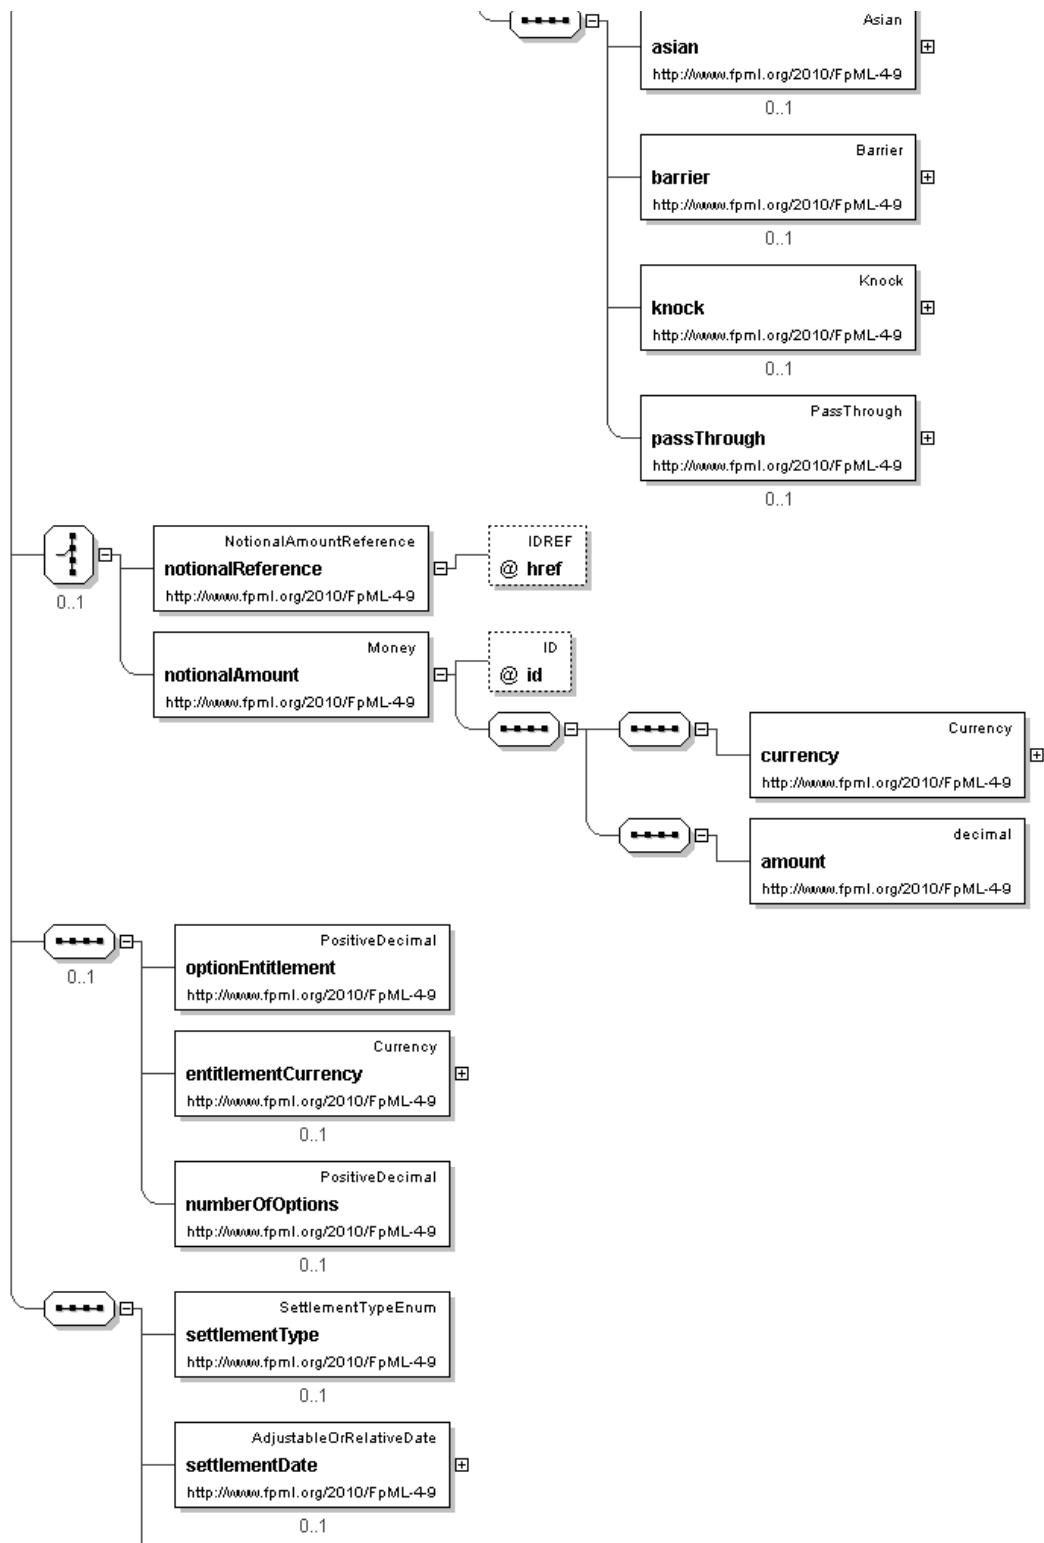 Asian
asian
http://www.fpml.org/2010/FpML-4-9
0..1
Barrier
barrier
http://www.fpml.org/2010/FpML-4-9
0..1
Knock
knock
http://www.fpml.org/2010/FpML-4-9
0..1
PassThrough
passThrough
http://www.fpml.org/2010/FpML-4-9
0..1
0..1
NotionalAmountReference
notionalReference
http://www.fpml.org/2010/FpML-4-9
IDREF
@ href
Money
notionalAmount
http://www.fpml.org/2010/FpML-4-9
ID
@ id
Currency
currency
http://www.fpml.org/2010/FpML-4-9
decimal
amount
http://www.fpml.org/2010/FpML-4-9
0..1
PositiveDecimal
optionEntitlement
http://www.fpml.org/2010/FpML-4-9
Currency
entitlementCurrency
http://www.fpml.org/2010/FpML-4-9
0..1
PositiveDecimal
numberOfOptions
http://www.fpml.org/2010/FpML-4-9
0..1
SettlementTypeEnum
settlementType
http://www.fpml.org/2010/FpML-4-9
0..1
AdjustableOrRelativeDate
settlementDate
http://www.fpml.org/2010/FpML-4-9
0..1